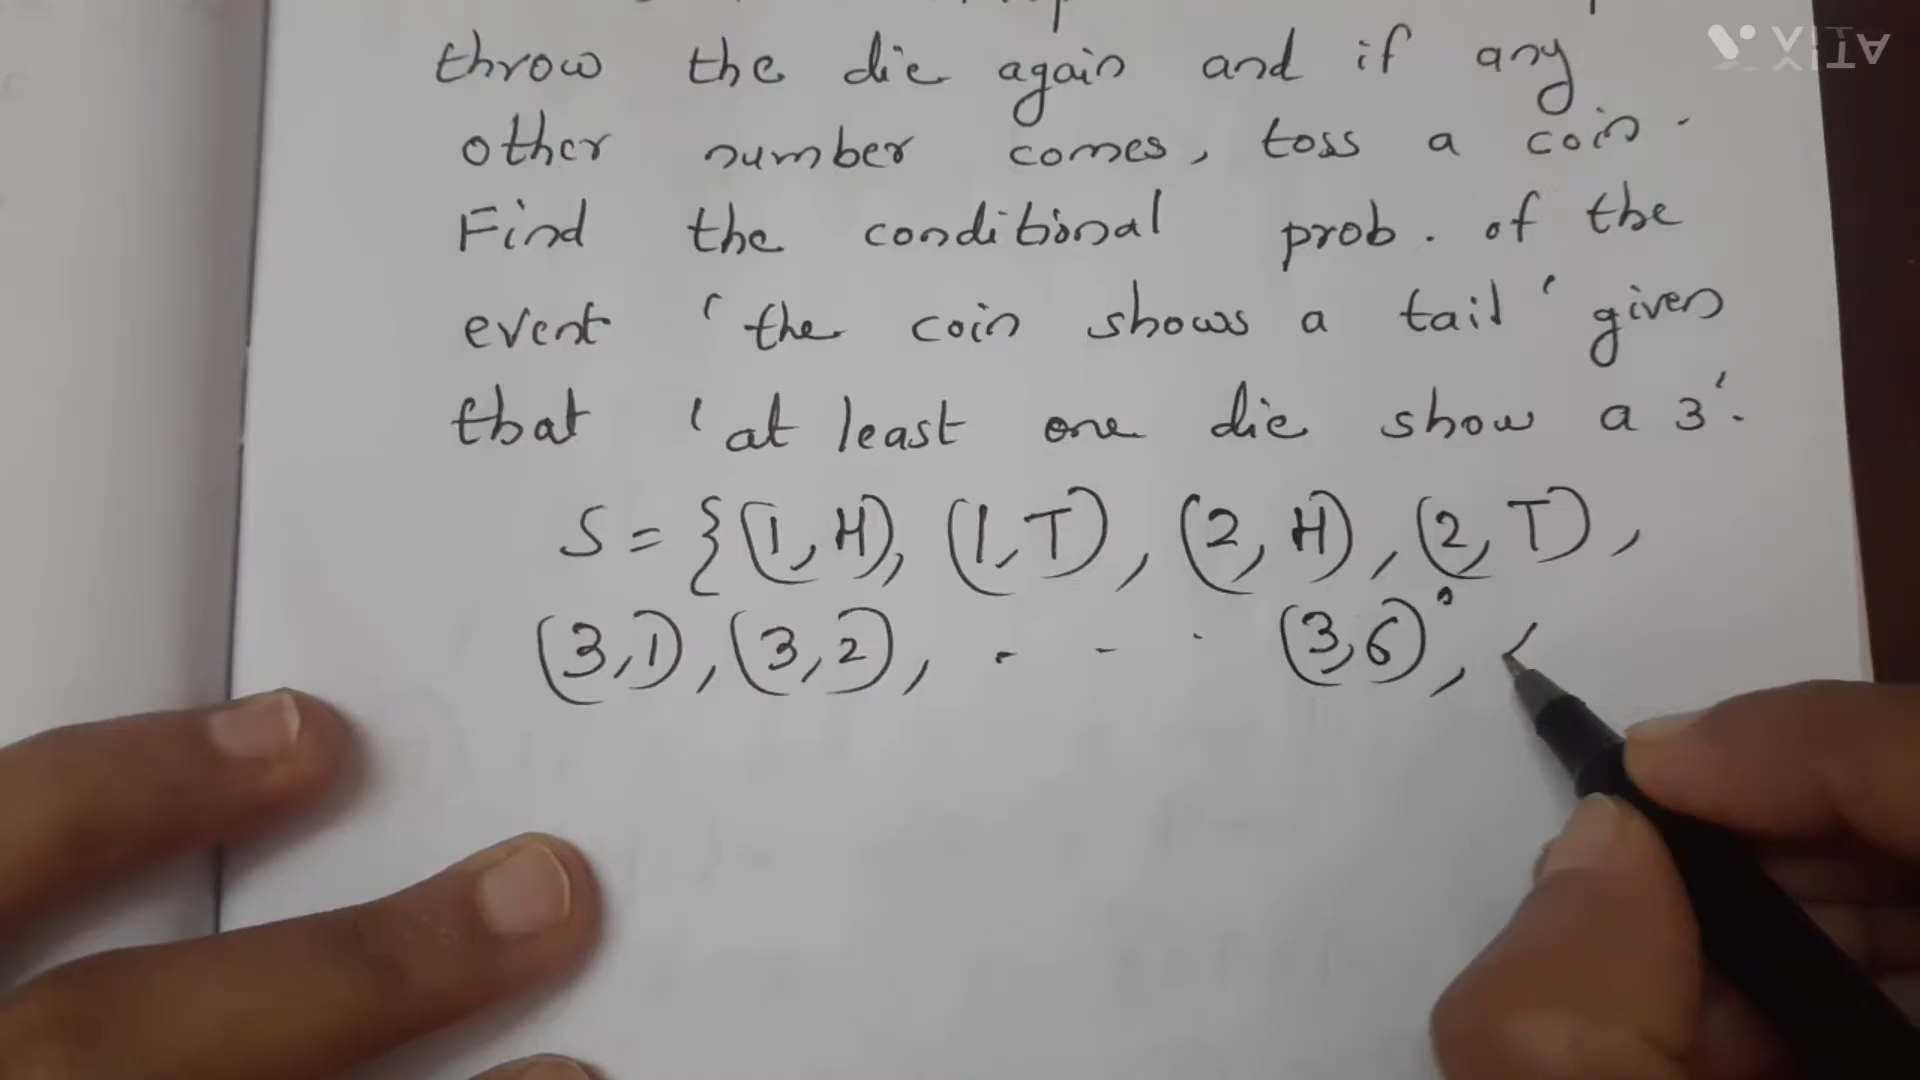 VITA
throw the die again and if any
other number comes, toss a coin.
Find the conditional prob. of the
event 'the coin shows a tail' given
that 'at least one die show a 3'.
S = {(1,H), (1,T), (2,H), (2,T),
(3,1), (3,2), - - · (3,6),